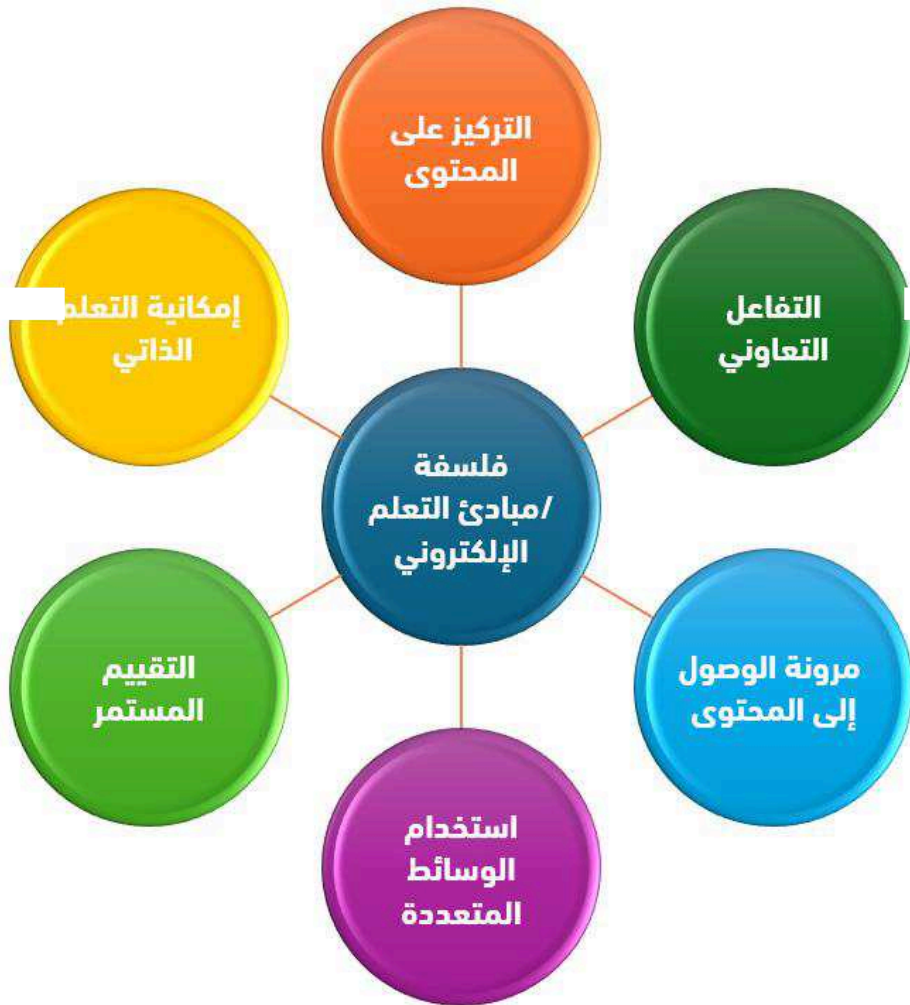 التركيز على
المحتوى
التفاعل
التعاوني
مرونة الوصول
إلى المحتوى
استخدام
الوسائط
المتعددة
التقييم
المستمر
إمكانية التعلم
الذاتي
فلسفة
/مبادئ التعلم
الإلكتروني